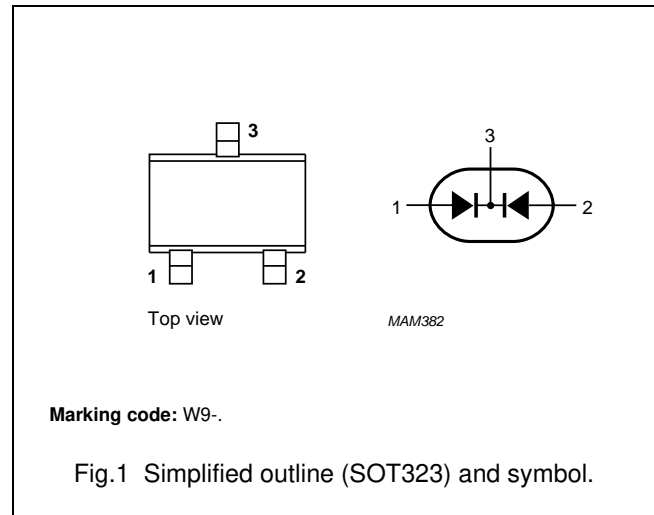 3
1
2
Top view
3
1
2
MAM382
Marking code: W9-.
Fig.1 Simplified outline (SOT323) and symbol.